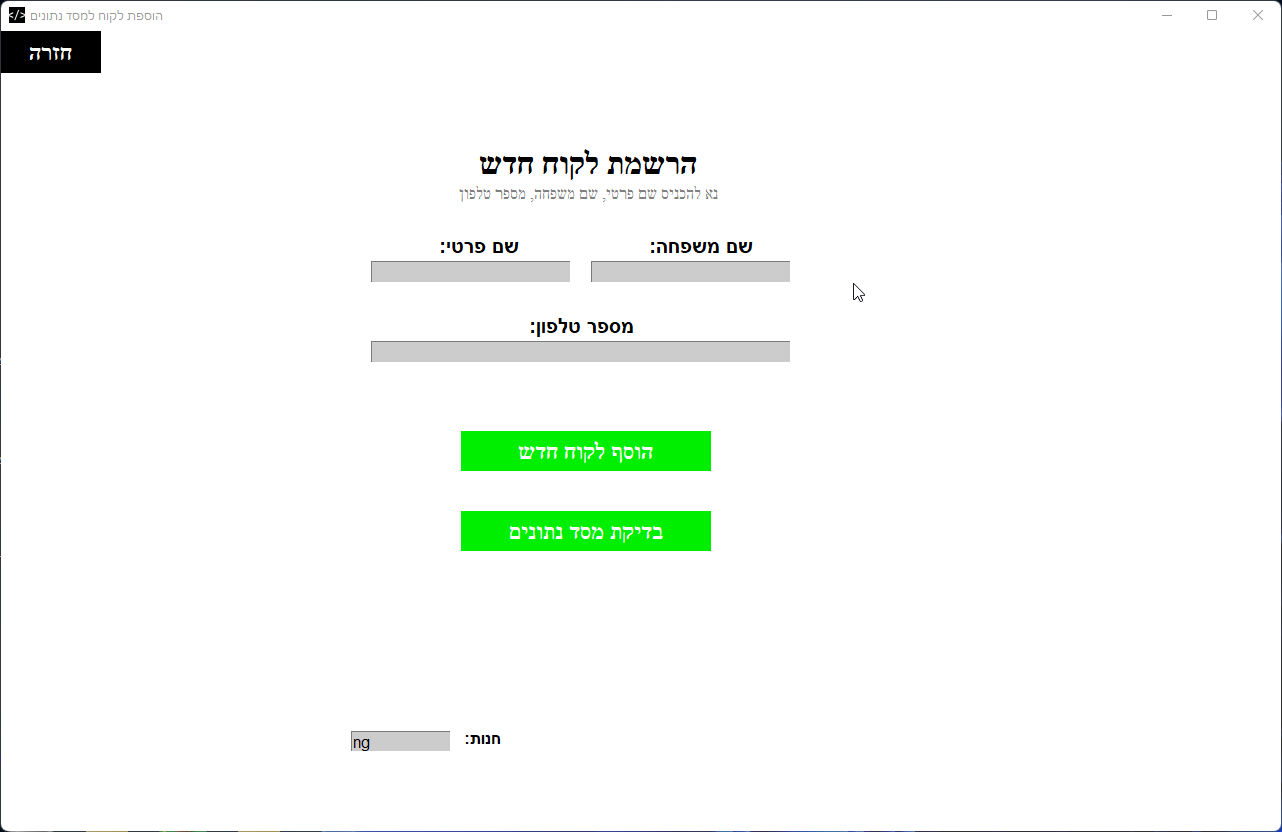 הוספת לקוח למסד נתונים
חזרה
הרשמת לקוח חדש
נא להכניס שם פרטי, שם משפחה, מספר טלפון
שם משפחה:
שם פרטי:
מספר טלפון:
הוסף לקוח חדש
בדיקת מסד נתונים
חנות:
ng